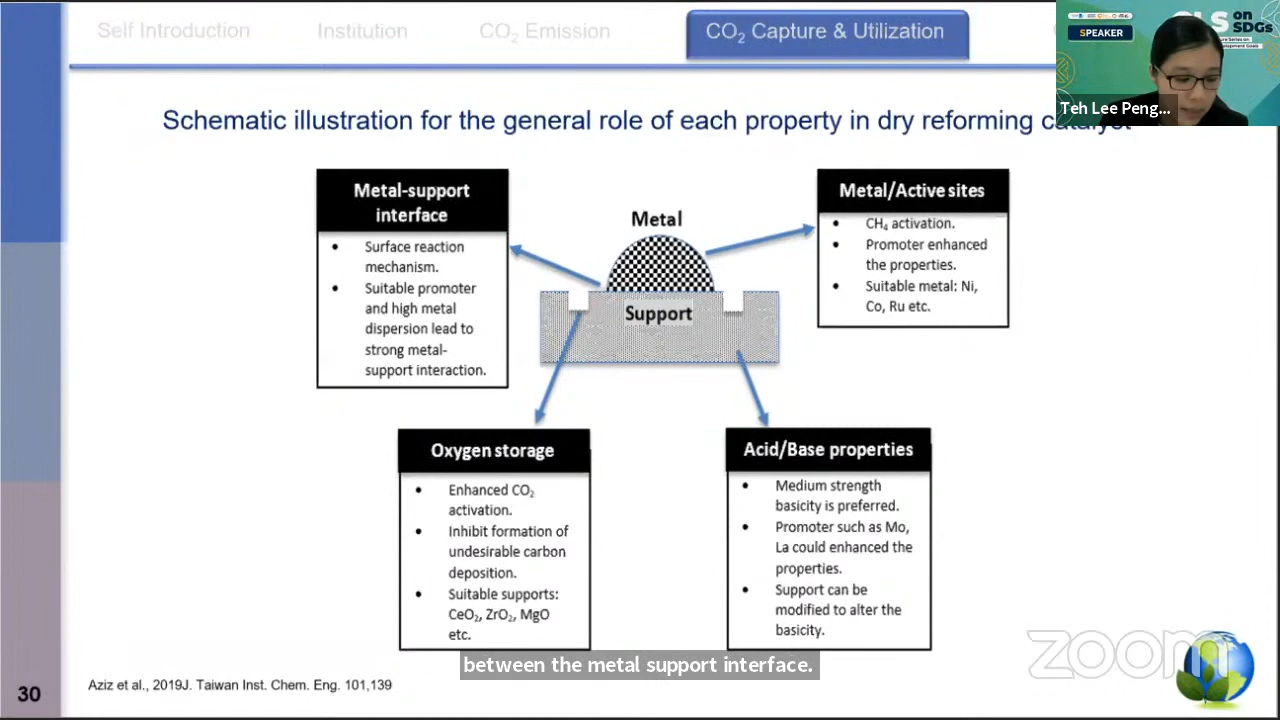 Self Introduction
Institution
CO₂ Emission
CO₂ Capture & Utilization
SPEAKER
on
SDGs
Teh Lee Peng...
Schematic illustration for the general role of each property in dry reforming catalyst
Metal-support
interface
• Surface reaction
mechanism.
• Suitable promoter
and high metal
dispersion lead to
strong metal-
support interaction.
Metal
Support
Metal/Active sites
• CH₄ activation.
• Promoter enhanced
the properties.
• Suitable metal: Ni,
Co, Ru etc.
Oxygen storage
• Enhanced CO₂
activation.
• Inhibit formation of
undesirable carbon
deposition.
• Suitable supports:
CeO₂, ZrO₂, MgO
etc.
Acid/Base properties
• Medium strength
basicity is preferred.
• Promoter such as Mo,
La could enhanced the
properties.
• Support can be
modified to alter the
basicity.
between the metal support interface.
zoom
30
Aziz et al., 2019J. Taiwan Inst. Chem. Eng. 101,139